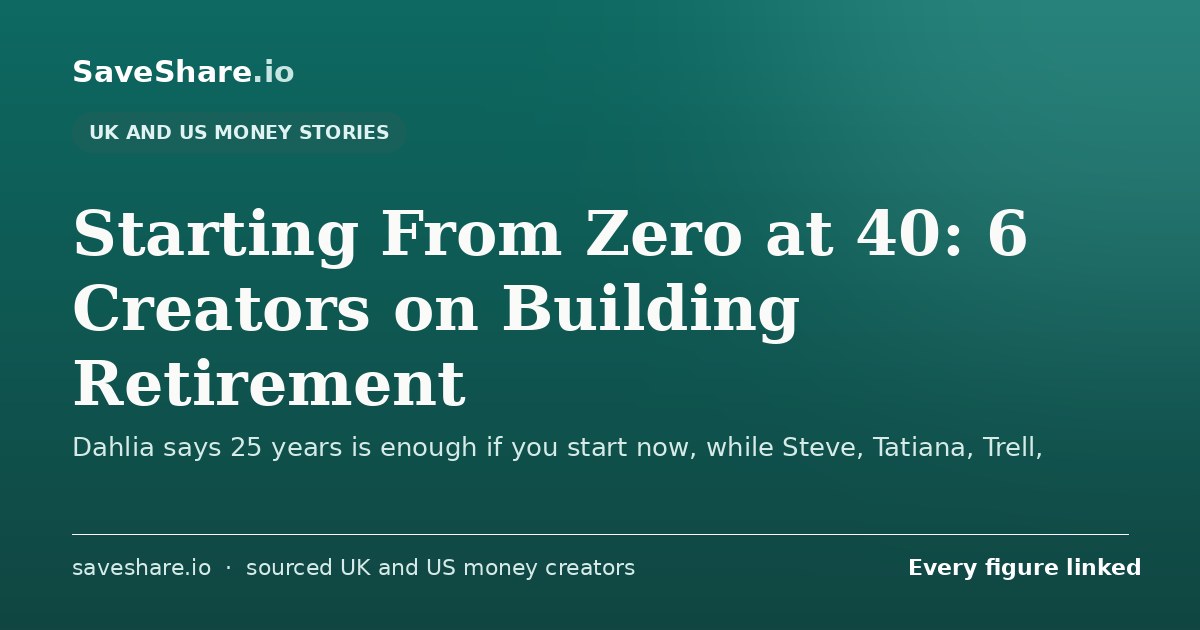 SaveShare.io
UK AND US MONEY STORIES
Starting From Zero at 40: 6
Creators on Building
Retirement
Dahlia says 25 years is enough if you start now, while Steve, Tatiana, Trell,
saveshare.io · sourced UK and US money creators
Every figure linked